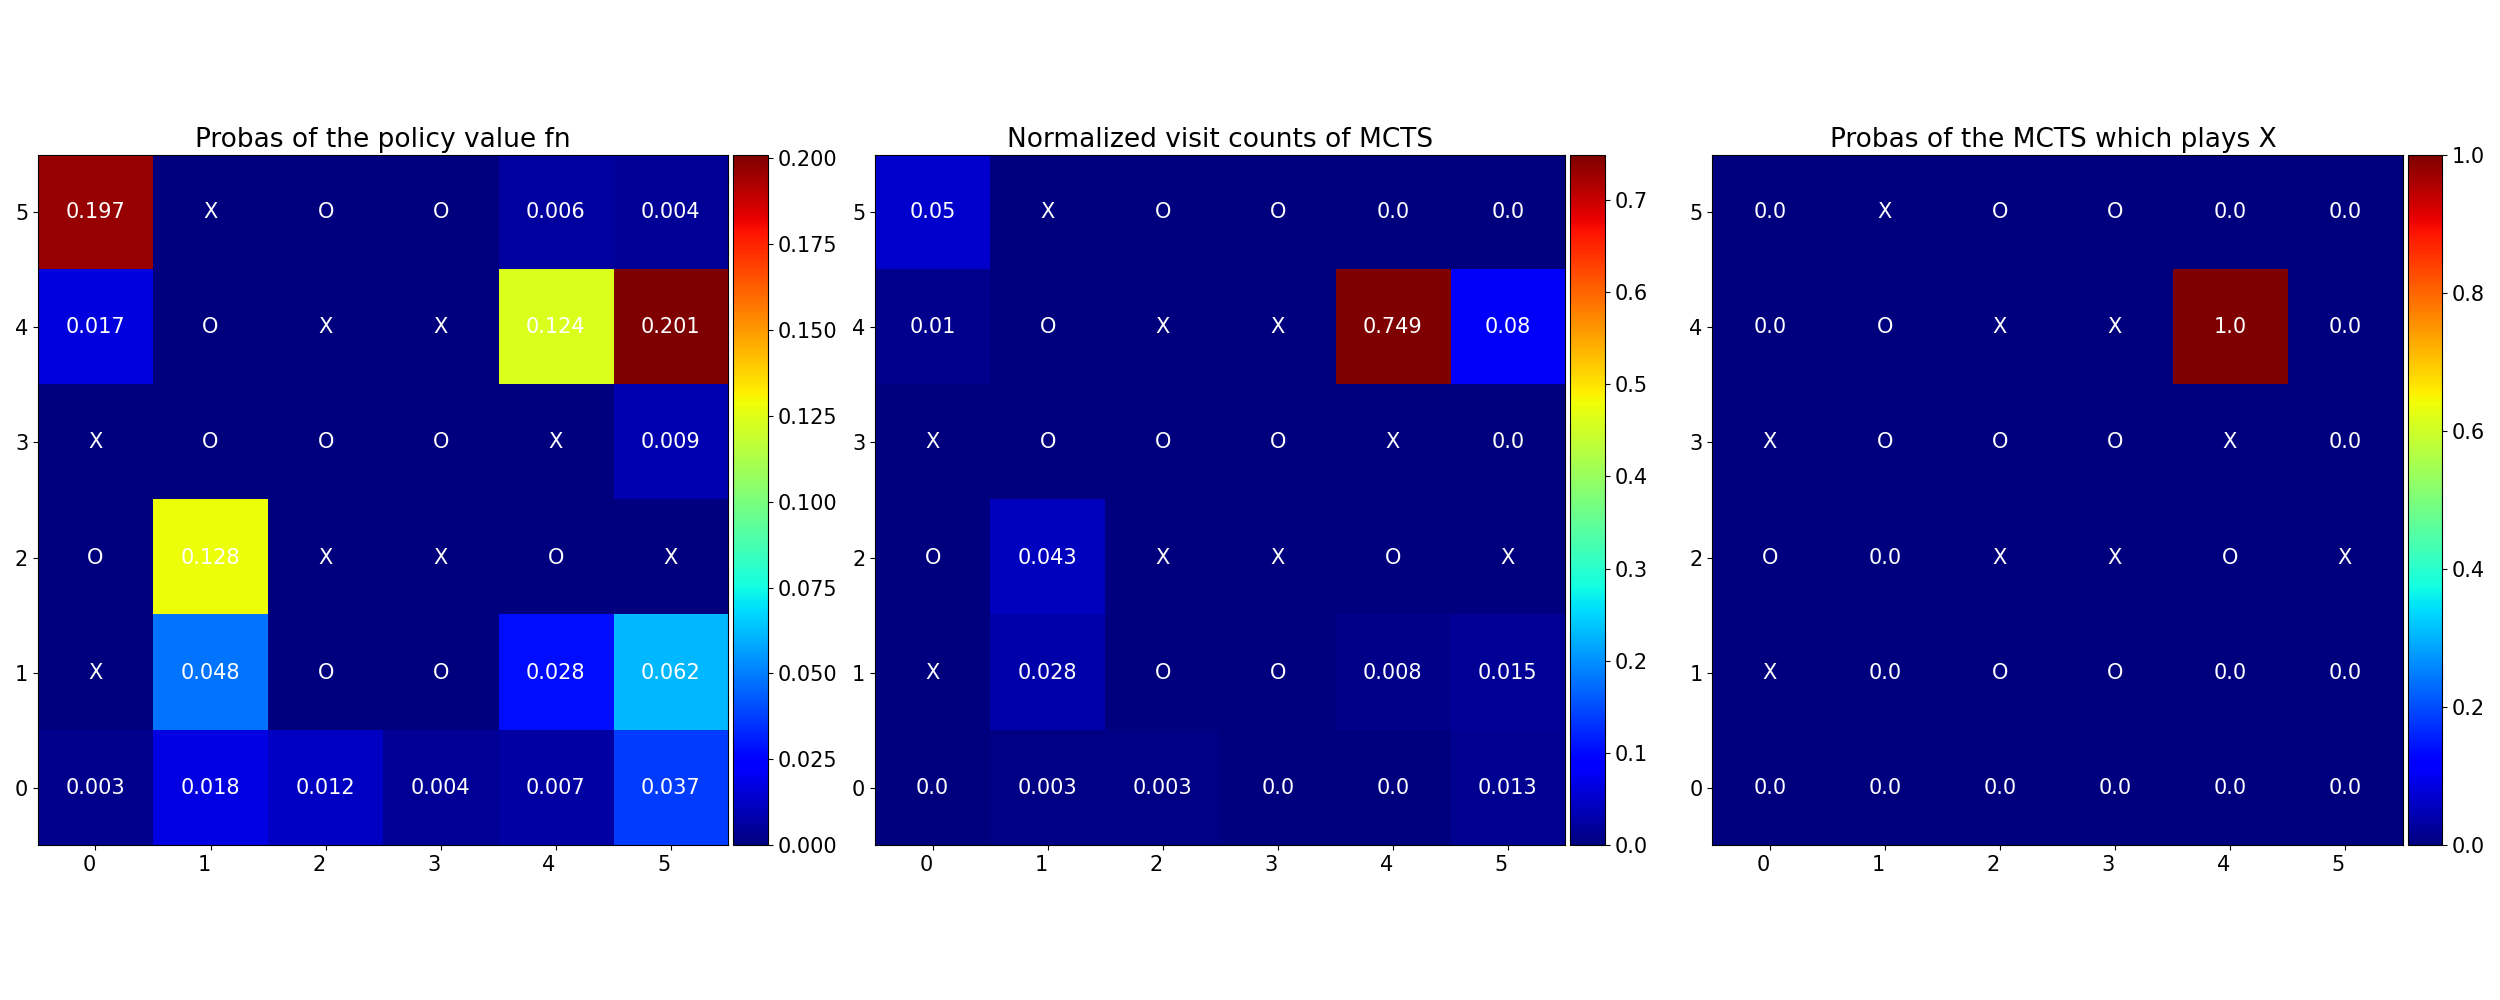 Probas of the policy value fn
5 0.197 X O O 0.006 0.004
4 0.017 O X X 0.124 0.201
3 X O O O X 0.009
2 O 0.128 X X O X
1 X 0.048 O O 0.028 0.062
0 0.003 0.018 0.012 0.004 0.007 0.037
0 1 2 3 4 5
0.200
0.175
0.150
0.125
0.100
0.075
0.050
0.025
0.000
Normalized visit counts of MCTS
5 0.05 X O O 0.0 0.0
4 0.01 O X X 0.749 0.08
3 X O O O X 0.0
2 O 0.043 X X O X
1 X 0.028 O O 0.008 0.015
0 0.0 0.003 0.003 0.0 0.0 0.013
0 1 2 3 4 5
0.7
0.6
0.5
0.4
0.3
0.2
0.1
0.0
Probas of the MCTS which plays X
5 0.0 X O O 0.0 0.0
4 0.0 O X X 1.0 0.0
3 X O O O X 0.0
2 O 0.0 X X O X
1 X 0.0 O O 0.0 0.0
0 0.0 0.0 0.0 0.0 0.0 0.0
0 1 2 3 4 5
1.0
0.8
0.6
0.4
0.2
0.0